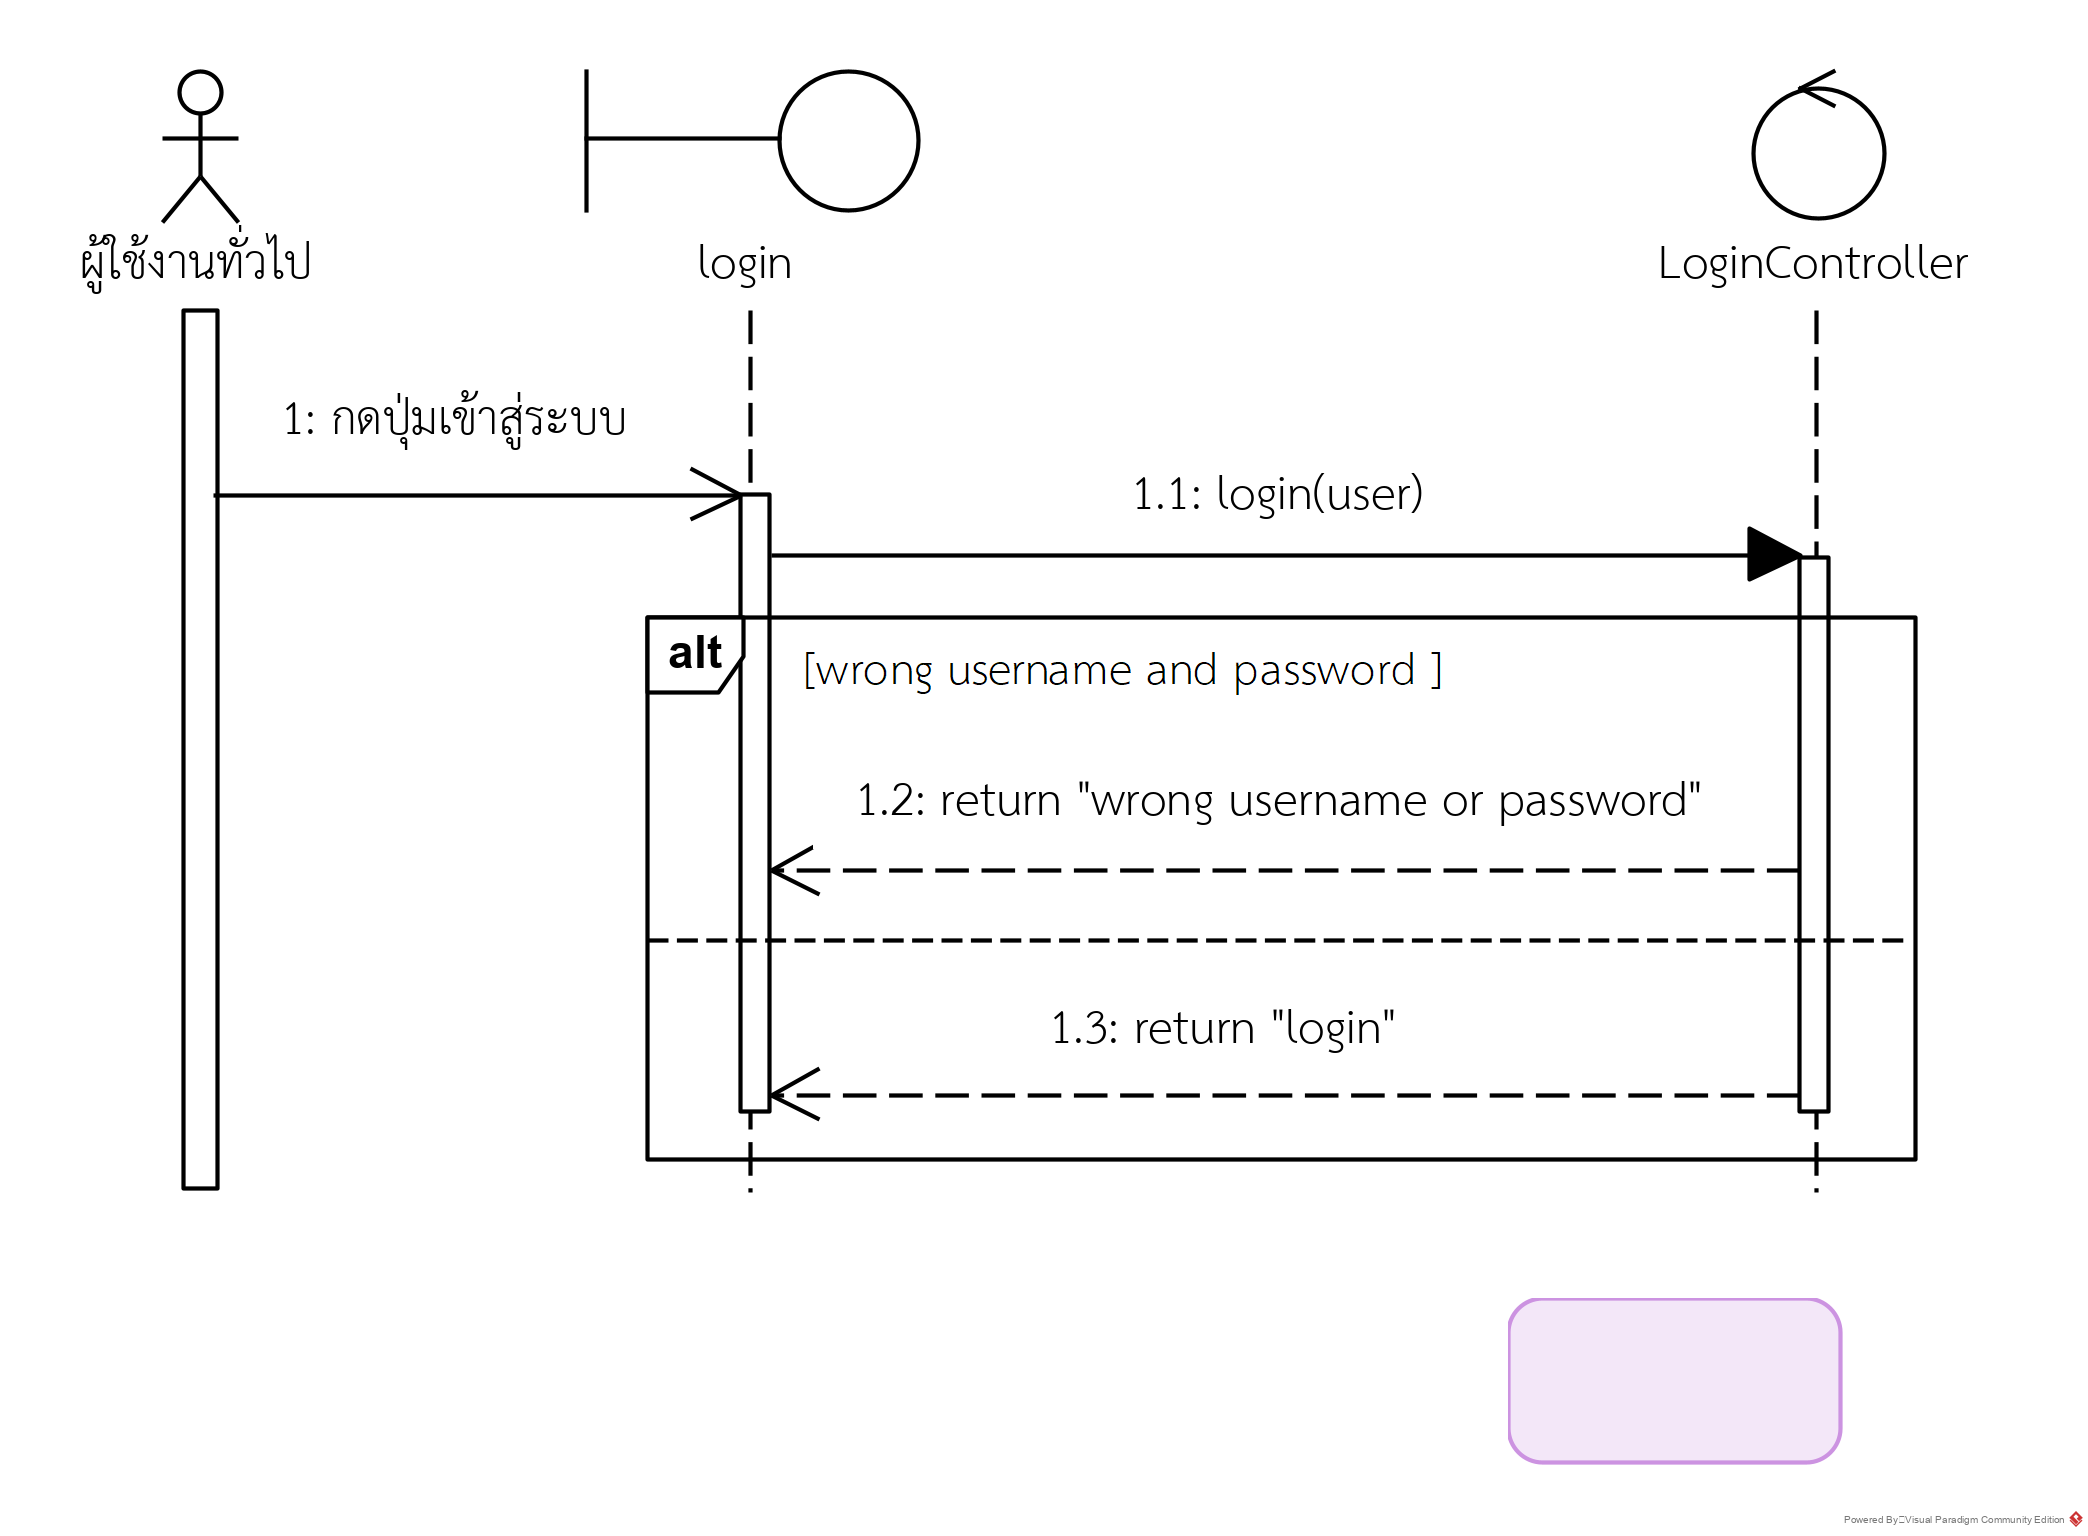 ผู้ใช้งานทั่วไป
login
LoginController
1: กดปุ่มเข้าสู่ระบบ
1.1: login(user)
alt
[wrong username and password ]
1.2: return "wrong username or password"
1.3: return "login"
Powered By Visual Paradigm Community Edition